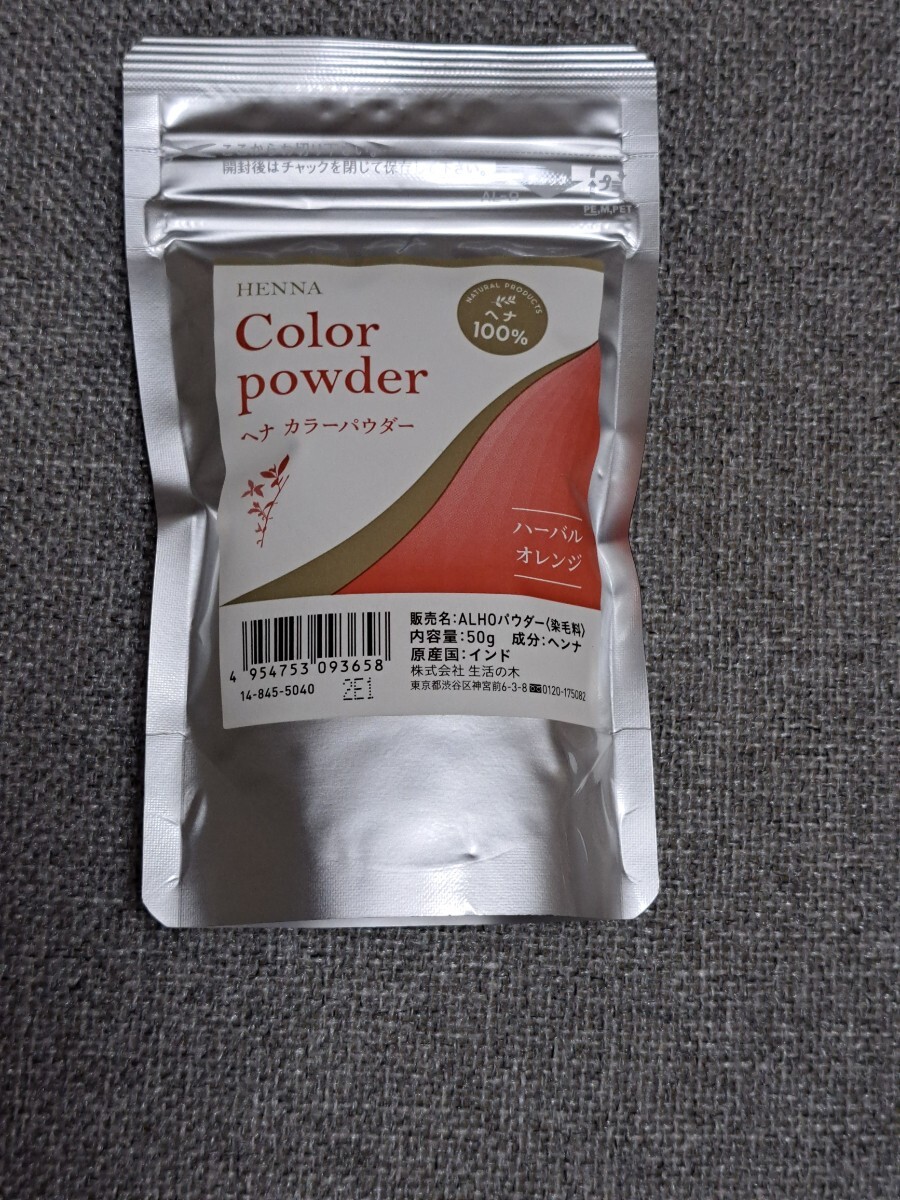 開封後はチャックを閉じて保存
PE,M,PET
HENNA
Color
powder
ヘナ カラーパウダー
NATURAL PRODUCTS
ヘナ
100%
ハーバル
オレンジ
販売名:ALHOパウダー〈染毛料〉
内容量:50g 成分:ヘンナ
原産国:インド
株式会社 生活の木
東京都渋谷区神宮前6-3-8 0120-175082
4 954753 093658
14-845-5040
2E1